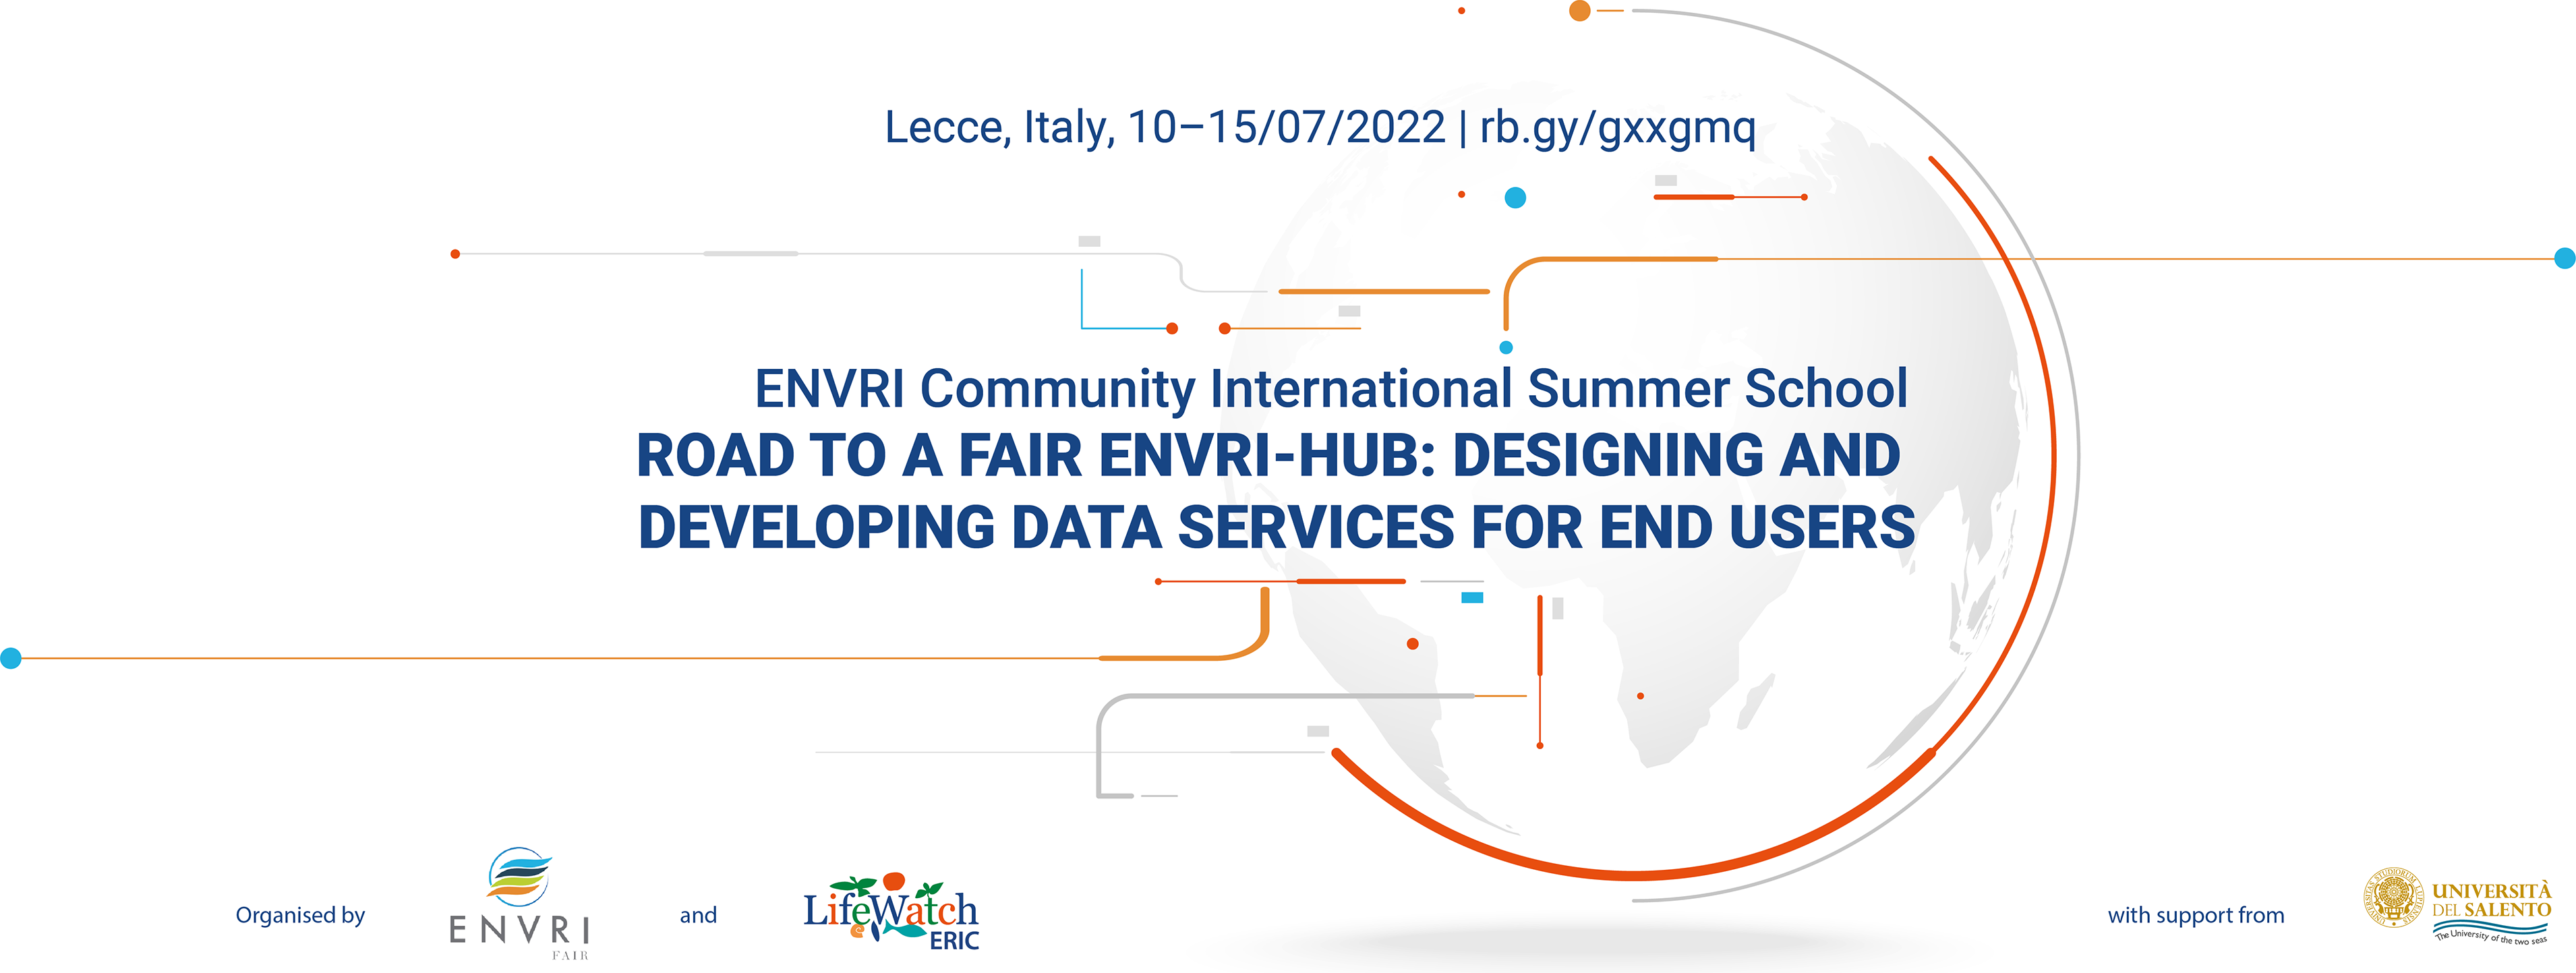 Lecce, Italy, 10–15/07/2022 | rb.gy/gxxgmq
ENVRI Community International Summer School
ROAD TO A FAIR ENVRI-HUB: DESIGNING AND
DEVELOPING DATA SERVICES FOR END USERS
Organised by
ENVRI
FAIR
and
LifeWatch
ERIC
with support from
UNIVERSITÀ
DEL SALENTO
The University of the two seas